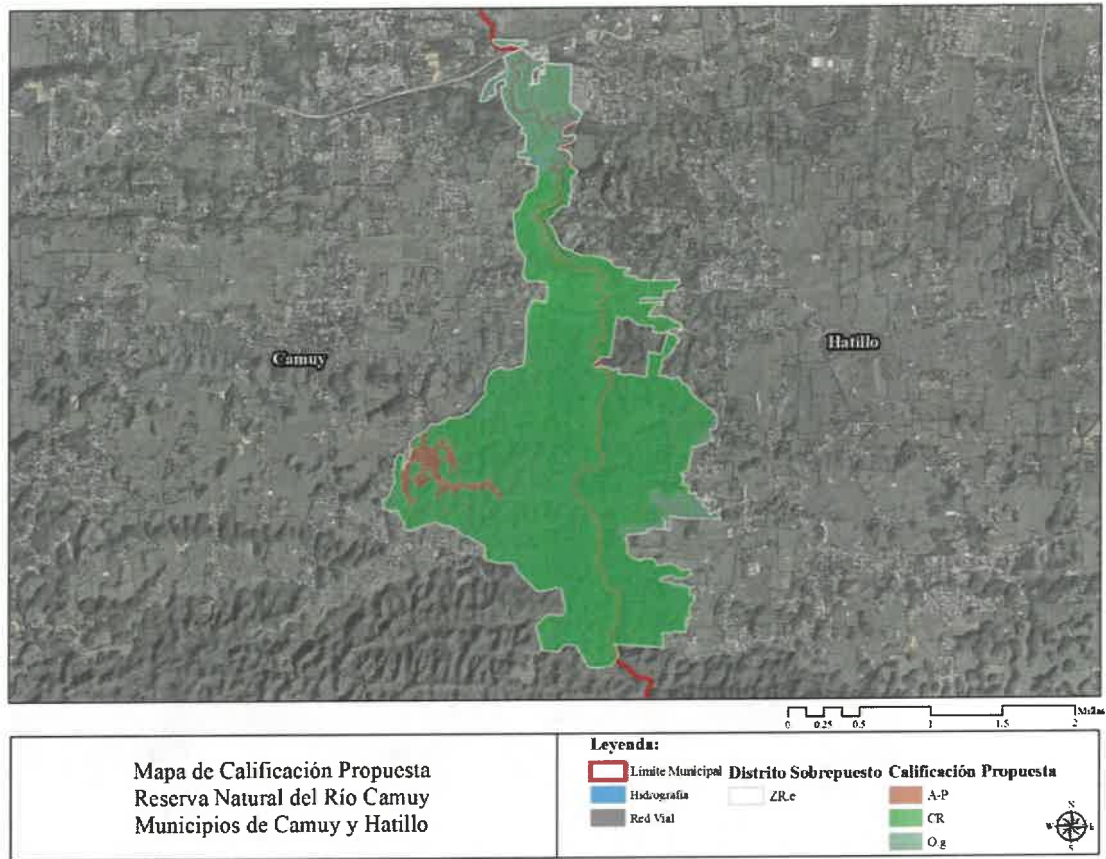 Camuy
Hatillo
0 0.25 0.5 1 1.5 2 Millas
Mapa de Calificación Propuesta
Reserva Natural del Río Camuy
Municipios de Camuy y Hatillo
Leyenda:
Límite Municipal
Hidrografía
Red Vial
Distrito Sobrepuesto
ZR.e
Calificación Propuesta
A-P
CR
O.g
N
W E
S